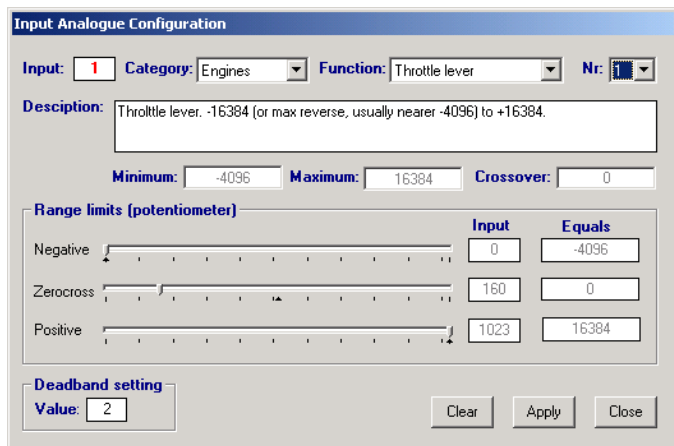 Input Analogue Configuration
Input: 1 Category: Engines Function: Throttle lever Nr: 1
Desciption: Throlttle lever. -16384 (or max reverse, usually nearer -4096) to +16384.
Minimum: -4096 Maximum: 16384 Crossover: 0
Range limits (potentiometer)
Input Equals
Negative 0 -4096
Zerocross 160 0
Positive 1023 16384
Deadband setting
Value: 2
Clear Apply Close